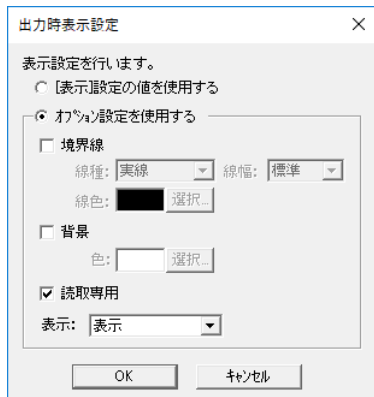 出力時表示設定
表示設定を行います。
[表示]設定の値を使用する
ｵﾌﾟｼｮﾝ設定を使用する
境界線
線種: 実線 線幅: 標準
線色: 選択...
背景
色: 選択...
読取専用
表示: 表示
OK ｷｬﾝｾﾙ